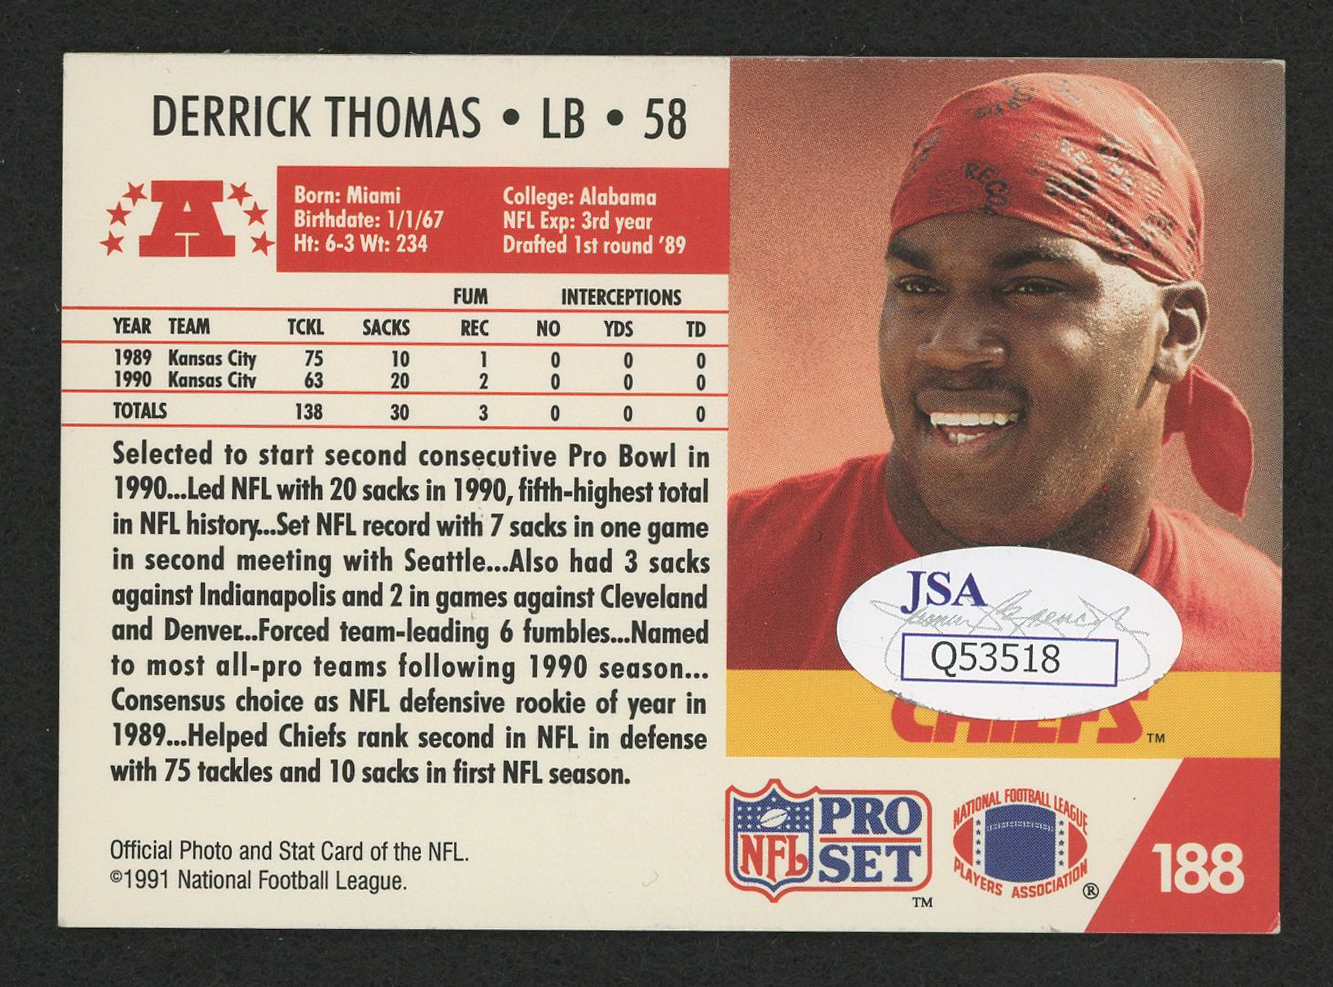 DERRICK THOMAS • LB • 58
A
Born: Miami
Birthdate: 1/1/67
Ht: 6-3 Wt: 234
College: Alabama
NFL Exp: 3rd year
Drafted 1st round '89
FUM INTERCEPTIONS
YEAR TEAM TCKL SACKS REC NO YDS TD
1989 Kansas City 75 10 1 0 0 0
1990 Kansas City 63 20 2 0 0 0
TOTALS 138 30 3 0 0 0
Selected to start second consecutive Pro Bowl in
1990...Led NFL with 20 sacks in 1990, fifth-highest total
in NFL history...Set NFL record with 7 sacks in one game
in second meeting with Seattle...Also had 3 sacks
against Indianapolis and 2 in games against Cleveland
and Denver...Forced team-leading 6 fumbles...Named
to most all-pro teams following 1990 season...
Consensus choice as NFL defensive rookie of year in
1989...Helped Chiefs rank second in NFL in defense
with 75 tackles and 10 sacks in first NFL season.
Official Photo and Stat Card of the NFL.
©1991 National Football League.
JSA
Q53518
CHIEFS™
NFL PRO SET™
NATIONAL FOOTBALL LEAGUE
PLAYERS ASSOCIATION®
188